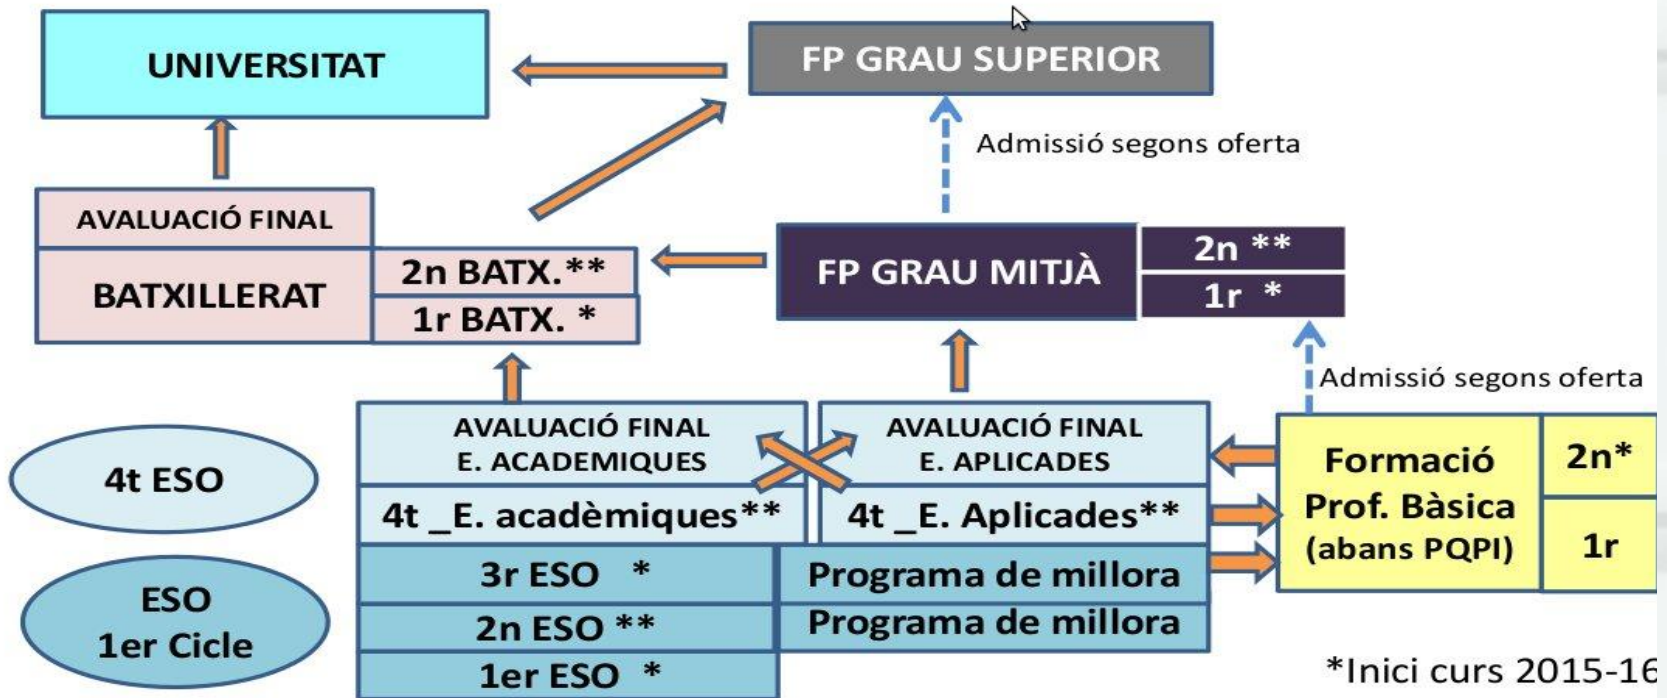 UNIVERSITAT
FP GRAU SUPERIOR
Admissió segons oferta
AVALUACIÓ FINAL
BATXILLERAT
2n BATX.**
1r BATX. *
FP GRAU MITJÀ
2n **
1r *
Admissió segons oferta
4t ESO
AVALUACIÓ FINAL
E. ACADEMIQUES
AVALUACIÓ FINAL
E. APLICADES
4t _E. acadèmiques**
4t _E. Aplicades**
Formació
Prof. Bàsica
(abans PQPI)
2n*
1r
ESO
1er Cicle
3r ESO *
Programa de millora
2n ESO **
Programa de millora
1er ESO *
*Inici curs 2015-16